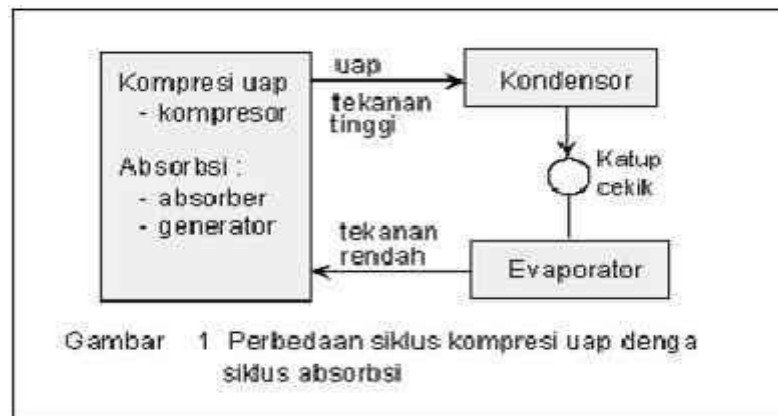 Kompresi uap
- kompresor
Absorbsi :
- absorber
- generator
uap
tekanan
tinggi
Kondensor
Katup
cekik
tekanan
rendah
Evaporator
Gambar 1 Perbedaan siklus kompresi uap denga
siklus absorbsi